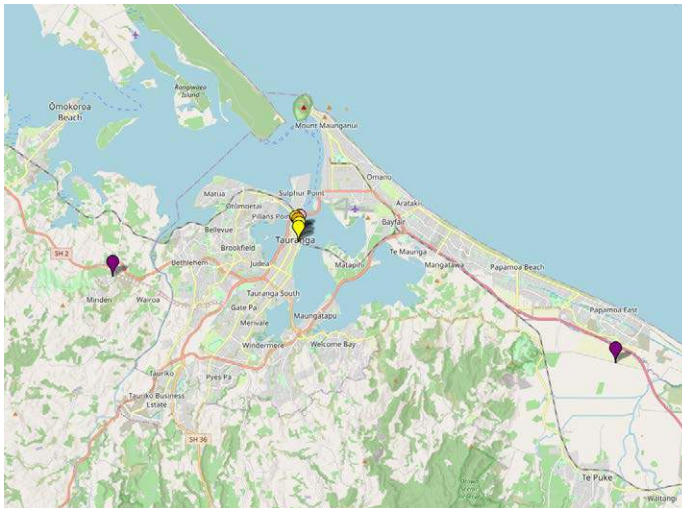 Ōmokoroa
Beach
Rangiwaea
Island
Mount Maunganui
Omanu
Matua
Sulphur Point
Otumoetai
Pillans Point
Arataki
Bellevue
Tauranga
Bayfair
Brookfield
SH 2
Bethlehem
Judea
Matapihi
Te Maunga
Mangatawa
Papamoa Beach
Minden
Wairoa
Tauranga South
Gate Pa
Maungatapu
Papamoa East
Merivale
Windermere
Welcome Bay
Tauriko
Pyes Pa
Tauriko Business
Estate
SH 36
Te Puke
Waitangi